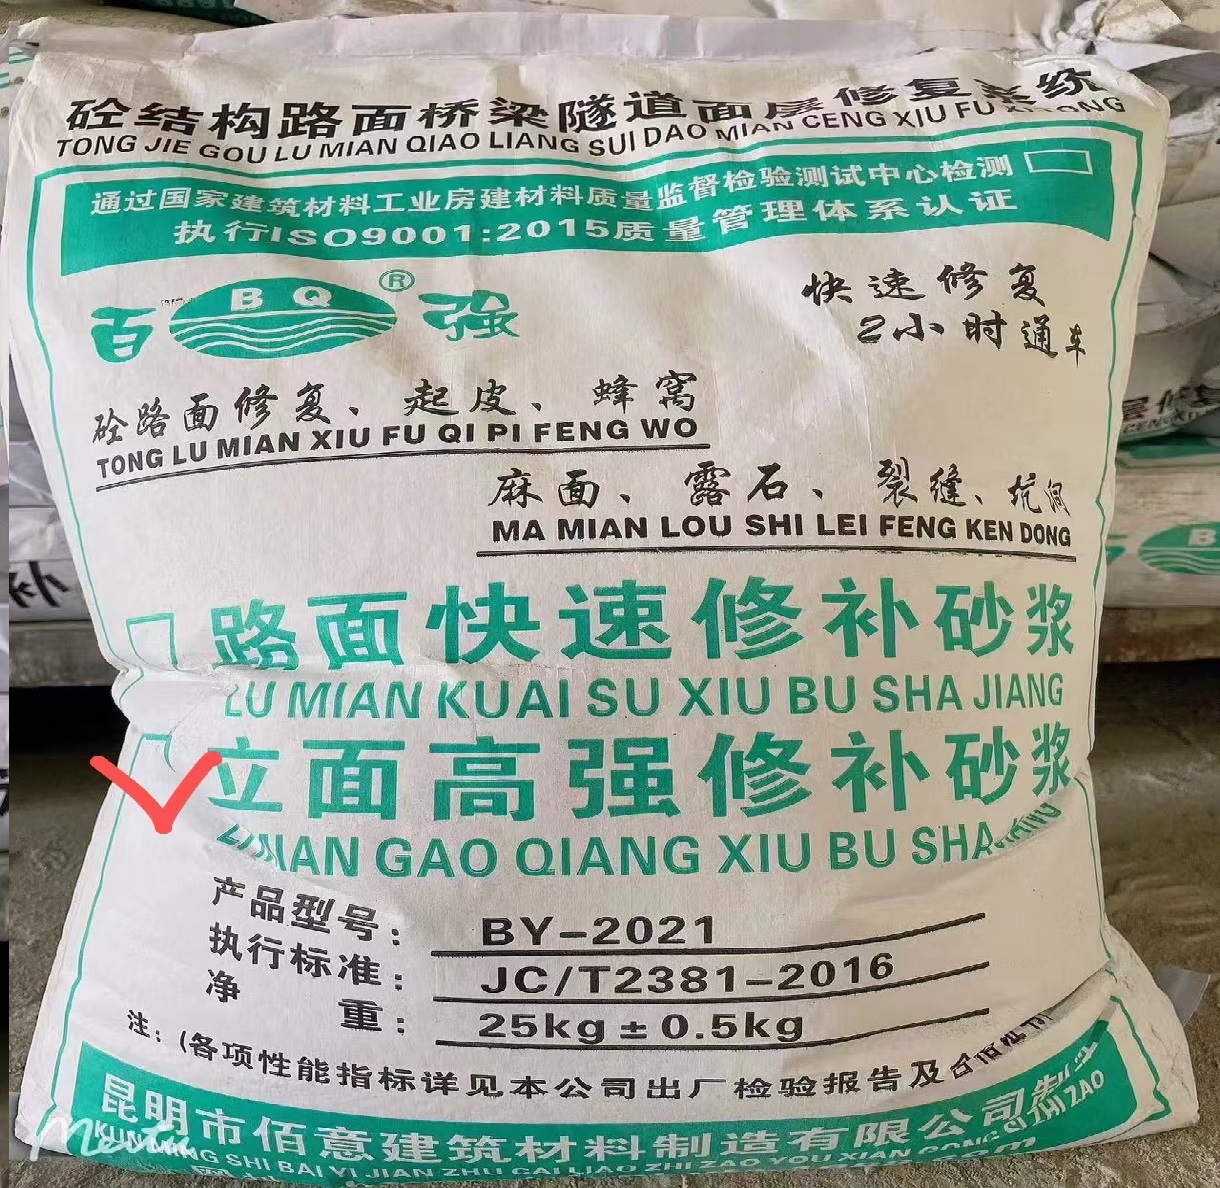 砼结构路面桥梁隧道面层修复系统
TONG JIE GOU LU MIAN QIAO LIANG SUI DAO MIAN CENG XIU FU
通过国家建筑材料工业房建材料质量监督检验测试中心检测
执行ISO9001:2015质量管理体系认证
百 BQ ® 强
快速修复
2小时通车
砼路面修复、起皮、蜂窝
TONG LU MIAN XIU FU QI PI FENG WO
麻面、露石、裂缝、坑洞
MA MIAN LOU SHI LEI FENG KEN DONG
路面快速修补砂浆
LU MIAN KUAI SU XIU BU SHA JIANG
立面高强修补砂浆
GAO QIANG XIU BU SHA
产品型号: BY-2021
执行标准: JC/T2381-2016
净重: 25kg±0.5kg
注:(各项性能指标详见本公司出厂检验报告及合格证
昆明市佰意建筑材料制造有限公司制造
KUN MING SHI BAI YI JIAN ZHU CAI LIAO ZHI ZAO YOU XIAN GONG SI ZHI ZAO